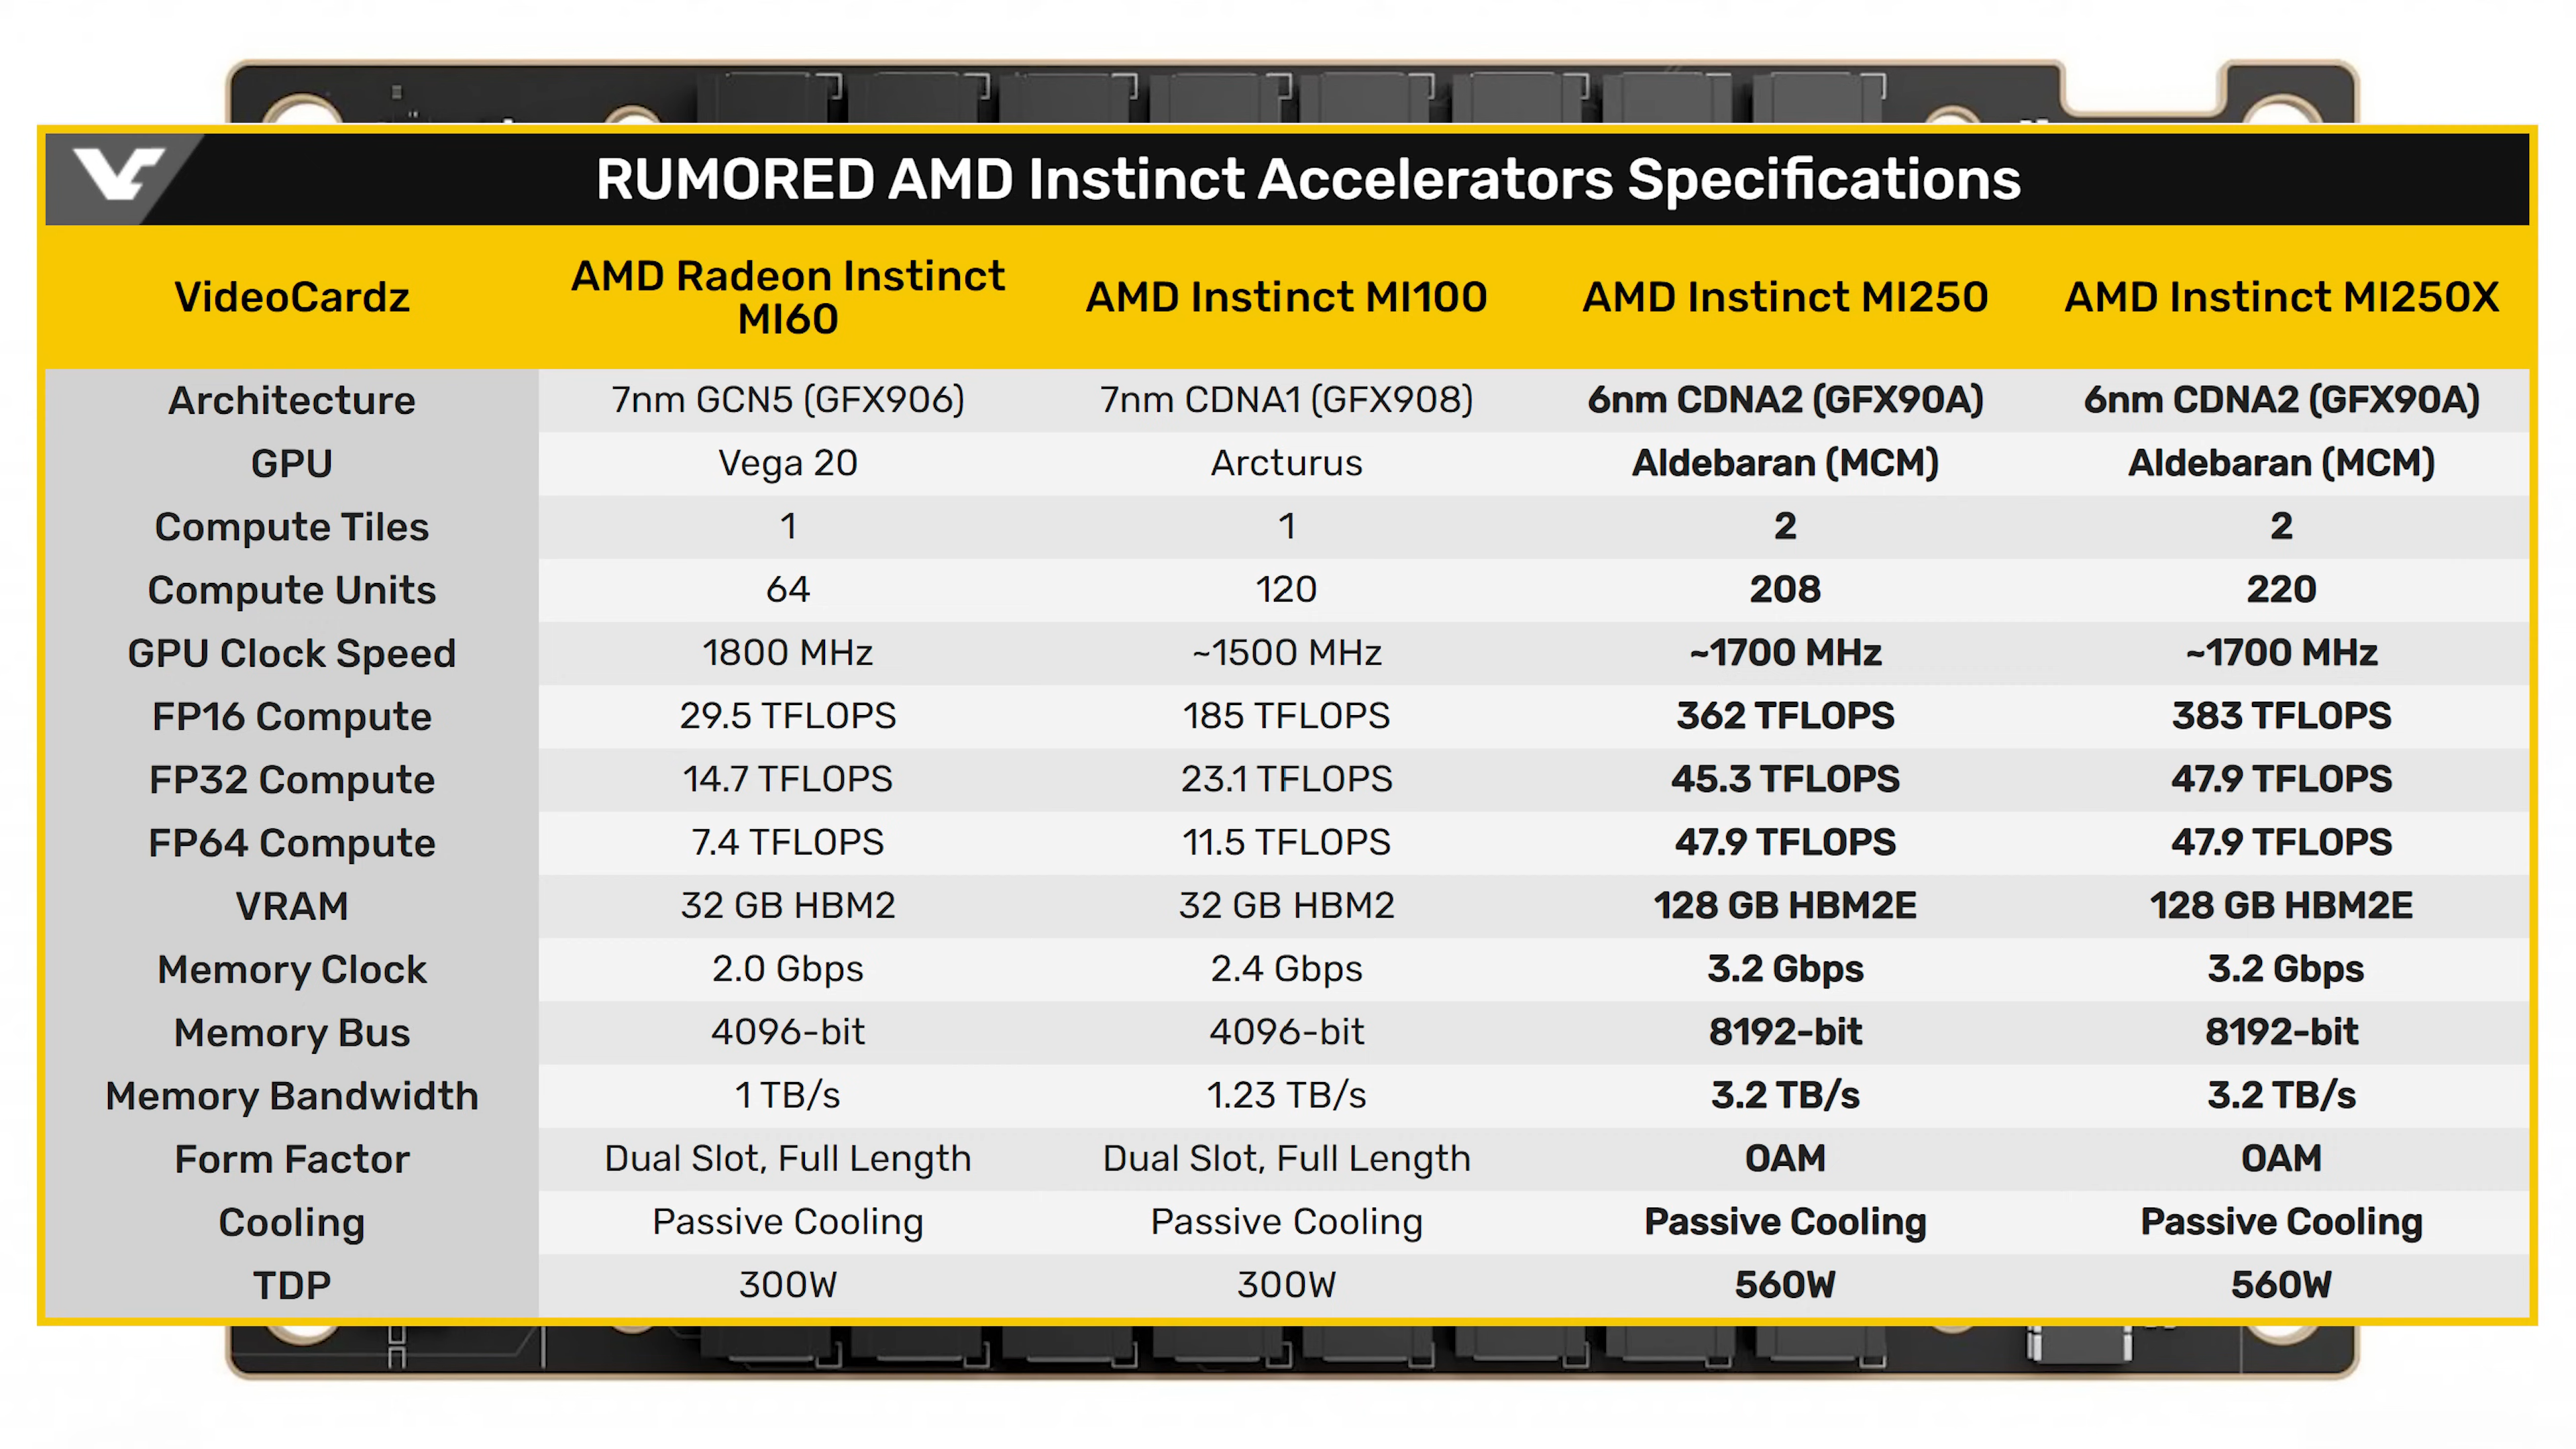 RUMORED AMD Instinct Accelerators Specifications
VideoCardz AMD Radeon Instinct MI60 AMD Instinct MI100 AMD Instinct MI250 AMD Instinct MI250X
Architecture 7nm GCN5 (GFX906) 7nm CDNA1 (GFX908) 6nm CDNA2 (GFX90A) 6nm CDNA2 (GFX90A)
GPU Vega 20 Arcturus Aldebaran (MCM) Aldebaran (MCM)
Compute Tiles 1 1 2 2
Compute Units 64 120 208 220
GPU Clock Speed 1800 MHz ~1500 MHz ~1700 MHz ~1700 MHz
FP16 Compute 29.5 TFLOPS 185 TFLOPS 362 TFLOPS 383 TFLOPS
FP32 Compute 14.7 TFLOPS 23.1 TFLOPS 45.3 TFLOPS 47.9 TFLOPS
FP64 Compute 7.4 TFLOPS 11.5 TFLOPS 47.9 TFLOPS 47.9 TFLOPS
VRAM 32 GB HBM2 32 GB HBM2 128 GB HBM2E 128 GB HBM2E
Memory Clock 2.0 Gbps 2.4 Gbps 3.2 Gbps 3.2 Gbps
Memory Bus 4096-bit 4096-bit 8192-bit 8192-bit
Memory Bandwidth 1 TB/s 1.23 TB/s 3.2 TB/s 3.2 TB/s
Form Factor Dual Slot, Full Length Dual Slot, Full Length OAM OAM
Cooling Passive Cooling Passive Cooling Passive Cooling Passive Cooling
TDP 300W 300W 560W 560W